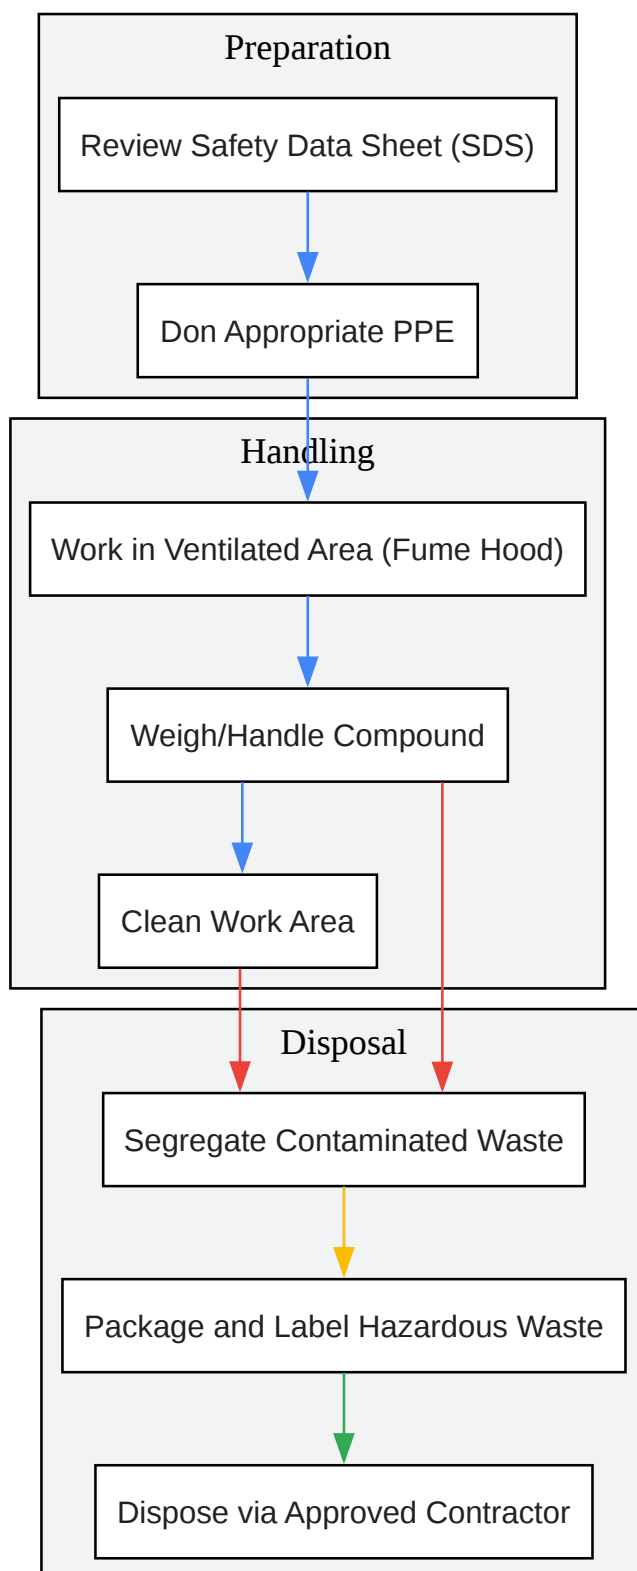 Preparation
Review Safety Data Sheet (SDS)
Don Appropriate PPE
Handling
Work in Ventilated Area (Fume Hood)
Weigh/Handle Compound
Clean Work Area
Disposal
Segregate Contaminated Waste
Package and Label Hazardous Waste
Dispose via Approved Contractor